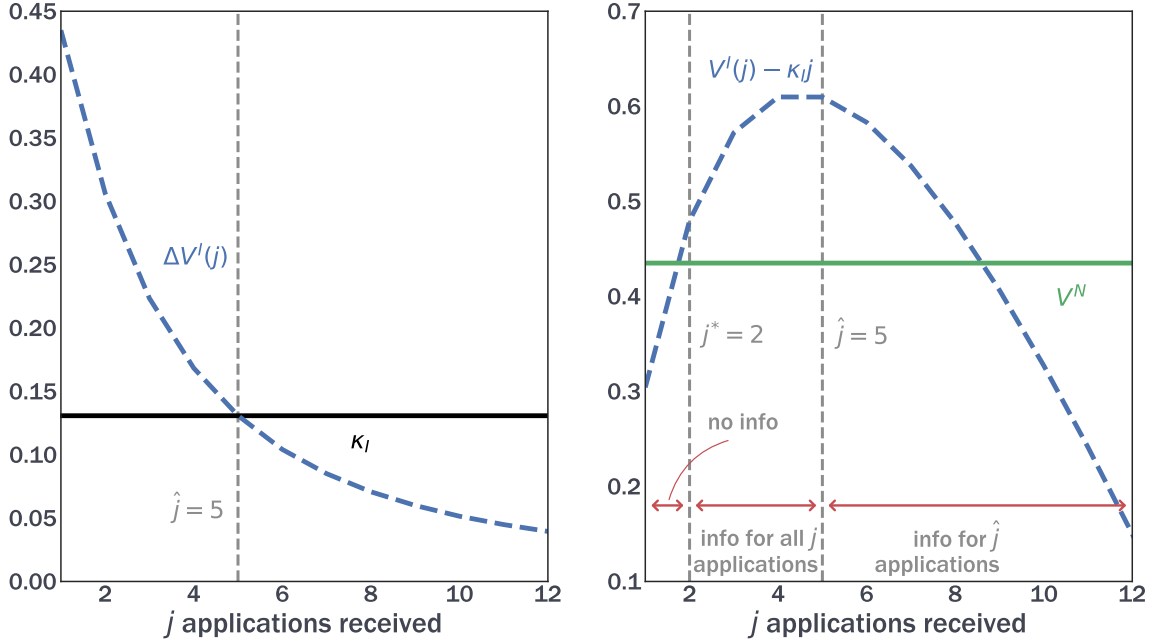 0.45
0.40
0.35
0.30
0.25
0.20
0.15
0.10
0.05
0.00
ΔV^I(j)
κ_I
ĵ = 5
2 4 6 8 10 12
j applications received
0.7
0.6
0.5
0.4
0.3
0.2
0.1
V^I(j) − κ_I j
V^N
j* = 2
ĵ = 5
no info
info for all j
applications
info for ĵ
applications
2 4 6 8 10 12
j applications received